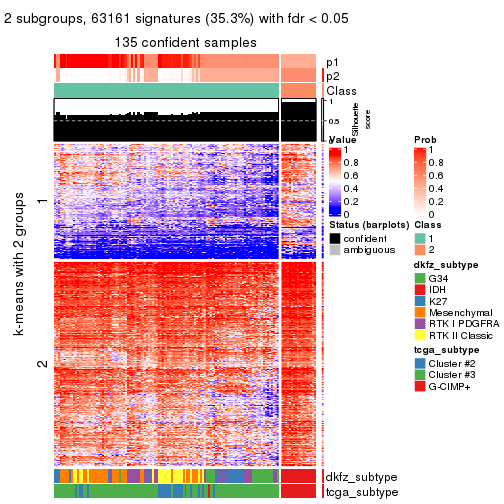 2 subgroups, 63161 signatures (35.3%) with fdr < 0.05
135 confident samples
p1
p2
Class
1
0.5
0
Silhouette score
k-means with 2 groups
1
2
Value
1
0.8
0.6
0.4
0.2
0
Prob
1
0.8
0.6
0.4
0.2
0
Status (barplots)
confident
ambiguous
Class
1
2
dkfz_subtype
G34
IDH
K27
Mesenchymal
RTK I PDGFRA
RTK II Classic
tcga_subtype
Cluster #2
Cluster #3
G-CIMP+
dkfz_subtype
tcga_subtype